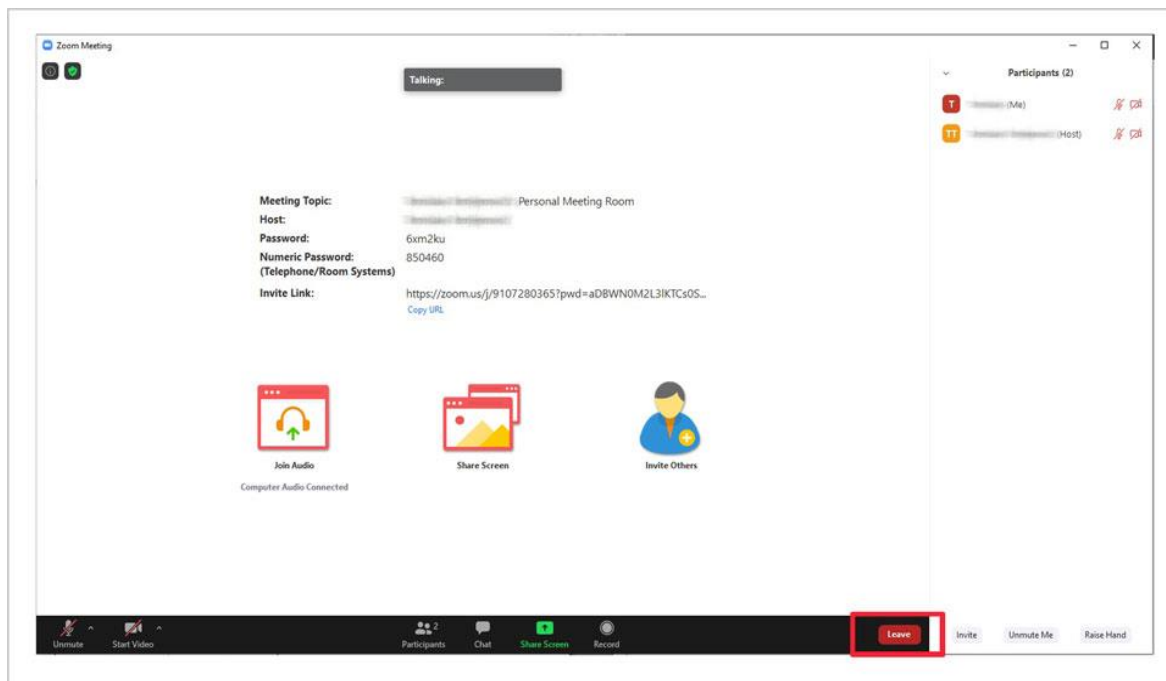 Zoom Meeting
Talking:
Participants (2)
T (Me)
TT (Host)
Meeting Topic: Personal Meeting Room
Host:
Password: 6xm2ku
Numeric Password: 850460
(Telephone/Room Systems)
Invite Link: https://zoom.us/j/9107280365?pwd=aDBWN0M2L3lKTCs0S...
Copy URL
Join Audio
Share Screen
Invite Others
Computer Audio Connected
Unmute
Start Video
2
Participants
Chat
Share Screen
Record
Leave
Invite
Unmute Me
Raise Hand